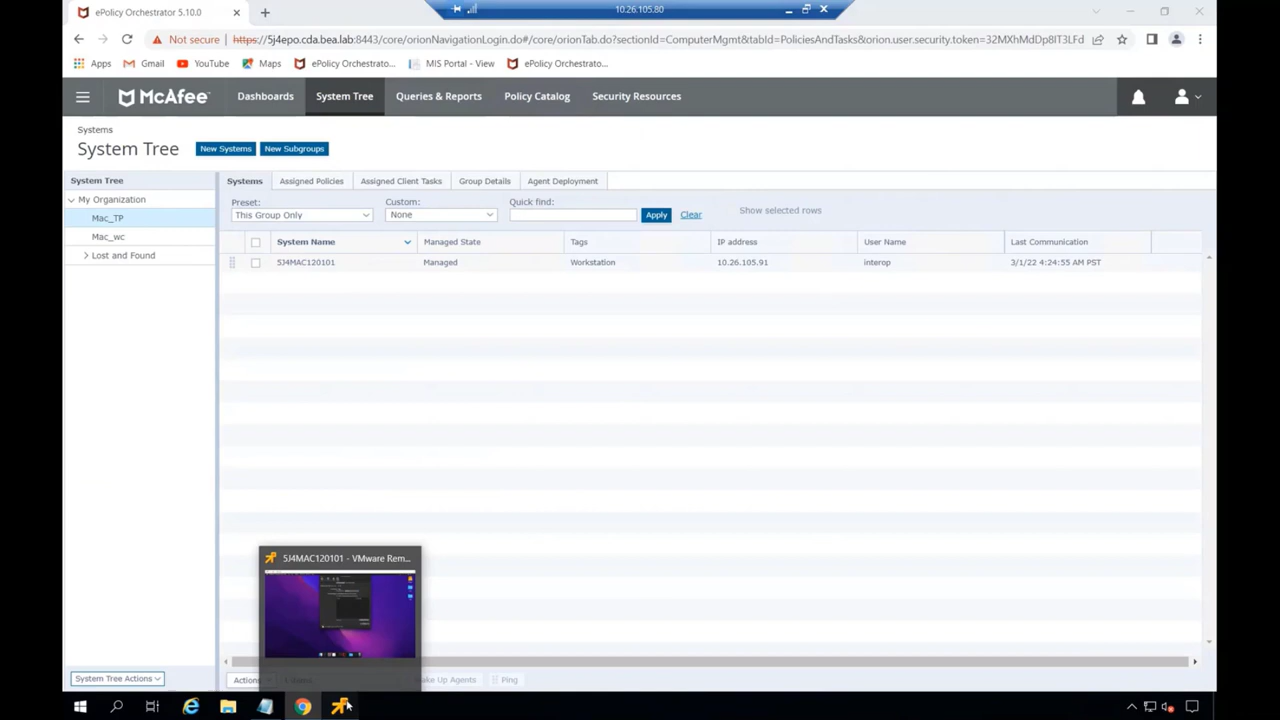 ePolicy Orchestrator 5.10.0
10.26.105.80
Not secure https://5j4epo.cda.bea.lab:8443/core/orionNavigationLogin.do#/core/orionTab.do?sectionId=ComputerMgmt&tabId=PoliciesAndTasks&orion.user.security.token=32MXhMdDp8IT3LFd
Apps Gmail YouTube Maps ePolicy Orchestrato... MIS Portal - View ePolicy Orchestrato...
McAfee Dashboards System Tree Queries & Reports Policy Catalog Security Resources
Systems
System Tree New Systems New Subgroups
System Tree
My Organization
Mac_TP
Mac_wc
Lost and Found
Systems Assigned Policies Assigned Client Tasks Group Details Agent Deployment
Preset: Custom: Quick find:
This Group Only None Apply Clear Show selected rows
System Name Managed State Tags IP address User Name Last Communication
5J4MAC120101 Managed Workstation 10.26.105.91 interop 3/1/22 4:24:55 AM PST
5J4MAC120101 - VMware Rem...
System Tree Actions
Actions Wake Up Agents Ping